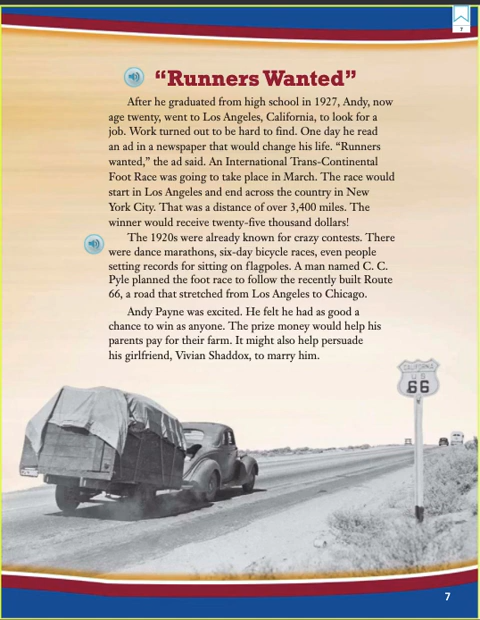 “Runners Wanted”
After he graduated from high school in 1927, Andy, now
age twenty, went to Los Angeles, California, to look for a
job. Work turned out to be hard to find. One day he read
an ad in a newspaper that would change his life. “Runners
wanted,” the ad said. An International Trans-Continental
Foot Race was going to take place in March. The race would
start in Los Angeles and end across the country in New
York City. That was a distance of over 3,400 miles. The
winner would receive twenty-five thousand dollars!
The 1920s were already known for crazy contests. There
were dance marathons, six-day bicycle races, even people
setting records for sitting on flagpoles. A man named C. C.
Pyle planned the foot race to follow the recently built Route
66, a road that stretched from Los Angeles to Chicago.
Andy Payne was excited. He felt he had as good a
chance to win as anyone. The prize money would help his
parents pay for their farm. It might also help persuade
his girlfriend, Vivian Shaddox, to marry him.
CALIFORNIA
U S
66
7